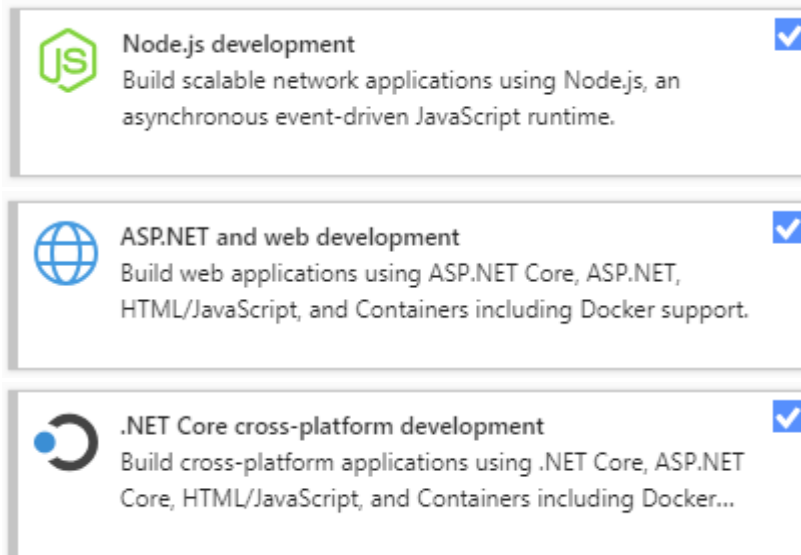 JS
Node.js development
Build scalable network applications using Node.js, an
asynchronous event-driven JavaScript runtime.
ASP.NET and web development
Build web applications using ASP.NET Core, ASP.NET,
HTML/JavaScript, and Containers including Docker support.
.NET Core cross-platform development
Build cross-platform applications using .NET Core, ASP.NET
Core, HTML/JavaScript, and Containers including Docker...